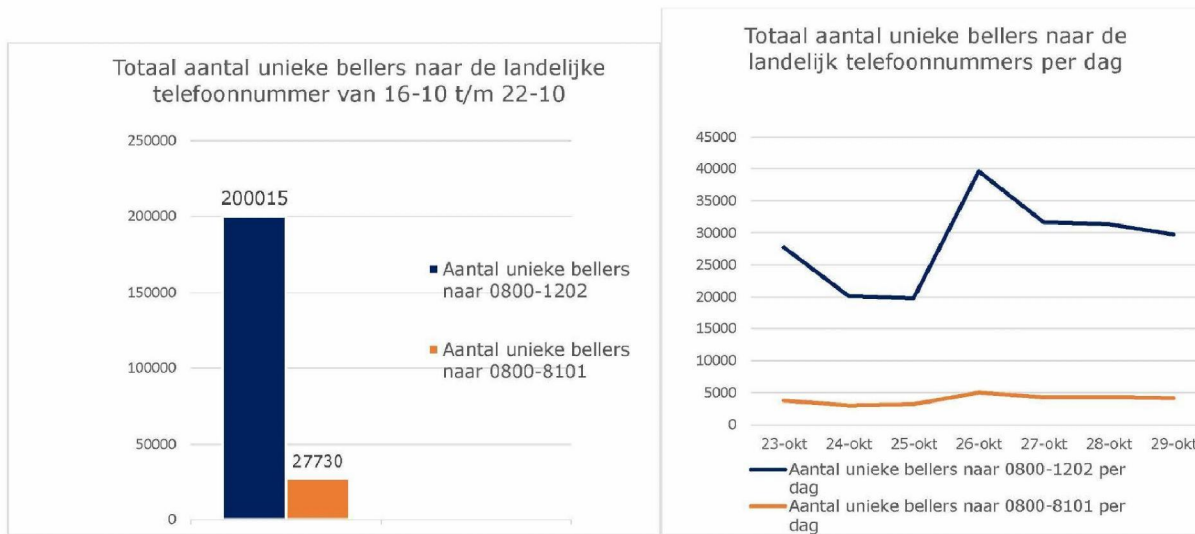 Totaal aantal unieke bellers naar de landelijke
telefoonnummer van 16-10 t/m 22-10
250000
200000
150000
100000
50000
0
200015
27730
Aantal unieke bellers
naar 0800-1202
Aantal unieke bellers
naar 0800-8101
Totaal aantal unieke bellers naar de
landelijk telefoonnummers per dag
45000
40000
35000
30000
25000
20000
15000
10000
5000
0
23-okt 24-okt 25-okt 26-okt 27-okt 28-okt 29-okt
Aantal unieke bellers naar 0800-1202 per
dag
Aantal unieke bellers naar 0800-8101 per
dag